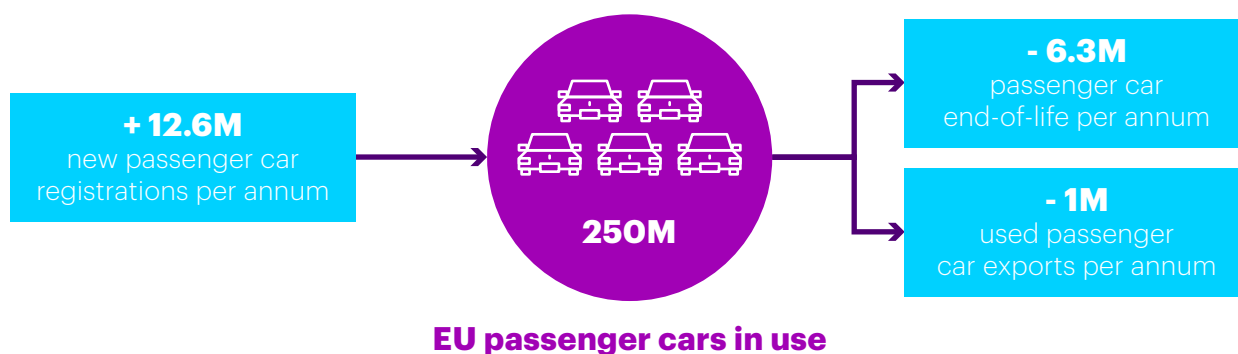 + 12.6M
new passenger car
registrations per annum
250M
EU passenger cars in use
- 6.3M
passenger car
end-of-life per annum
- 1M
used passenger
car exports per annum